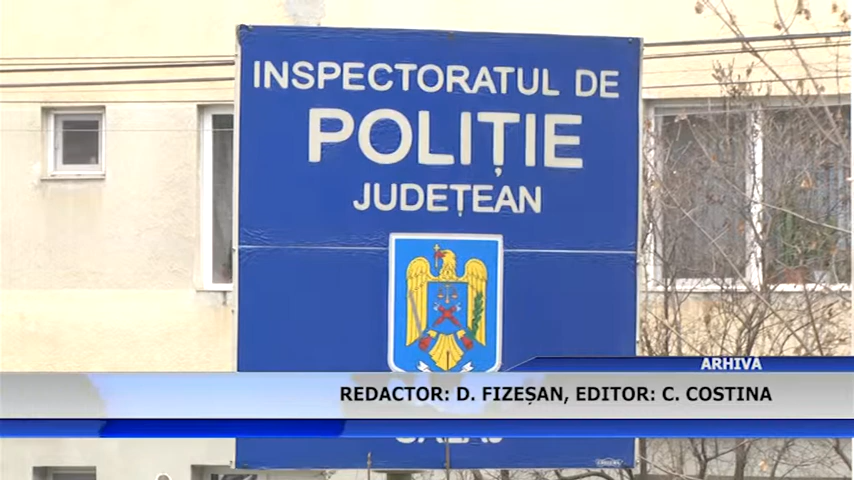 INSPECTORATUL DE
POLIȚIE
JUDEȚEAN
ARHIVA
REDACTOR: D. FIZEȘAN, EDITOR: C. COSTINA